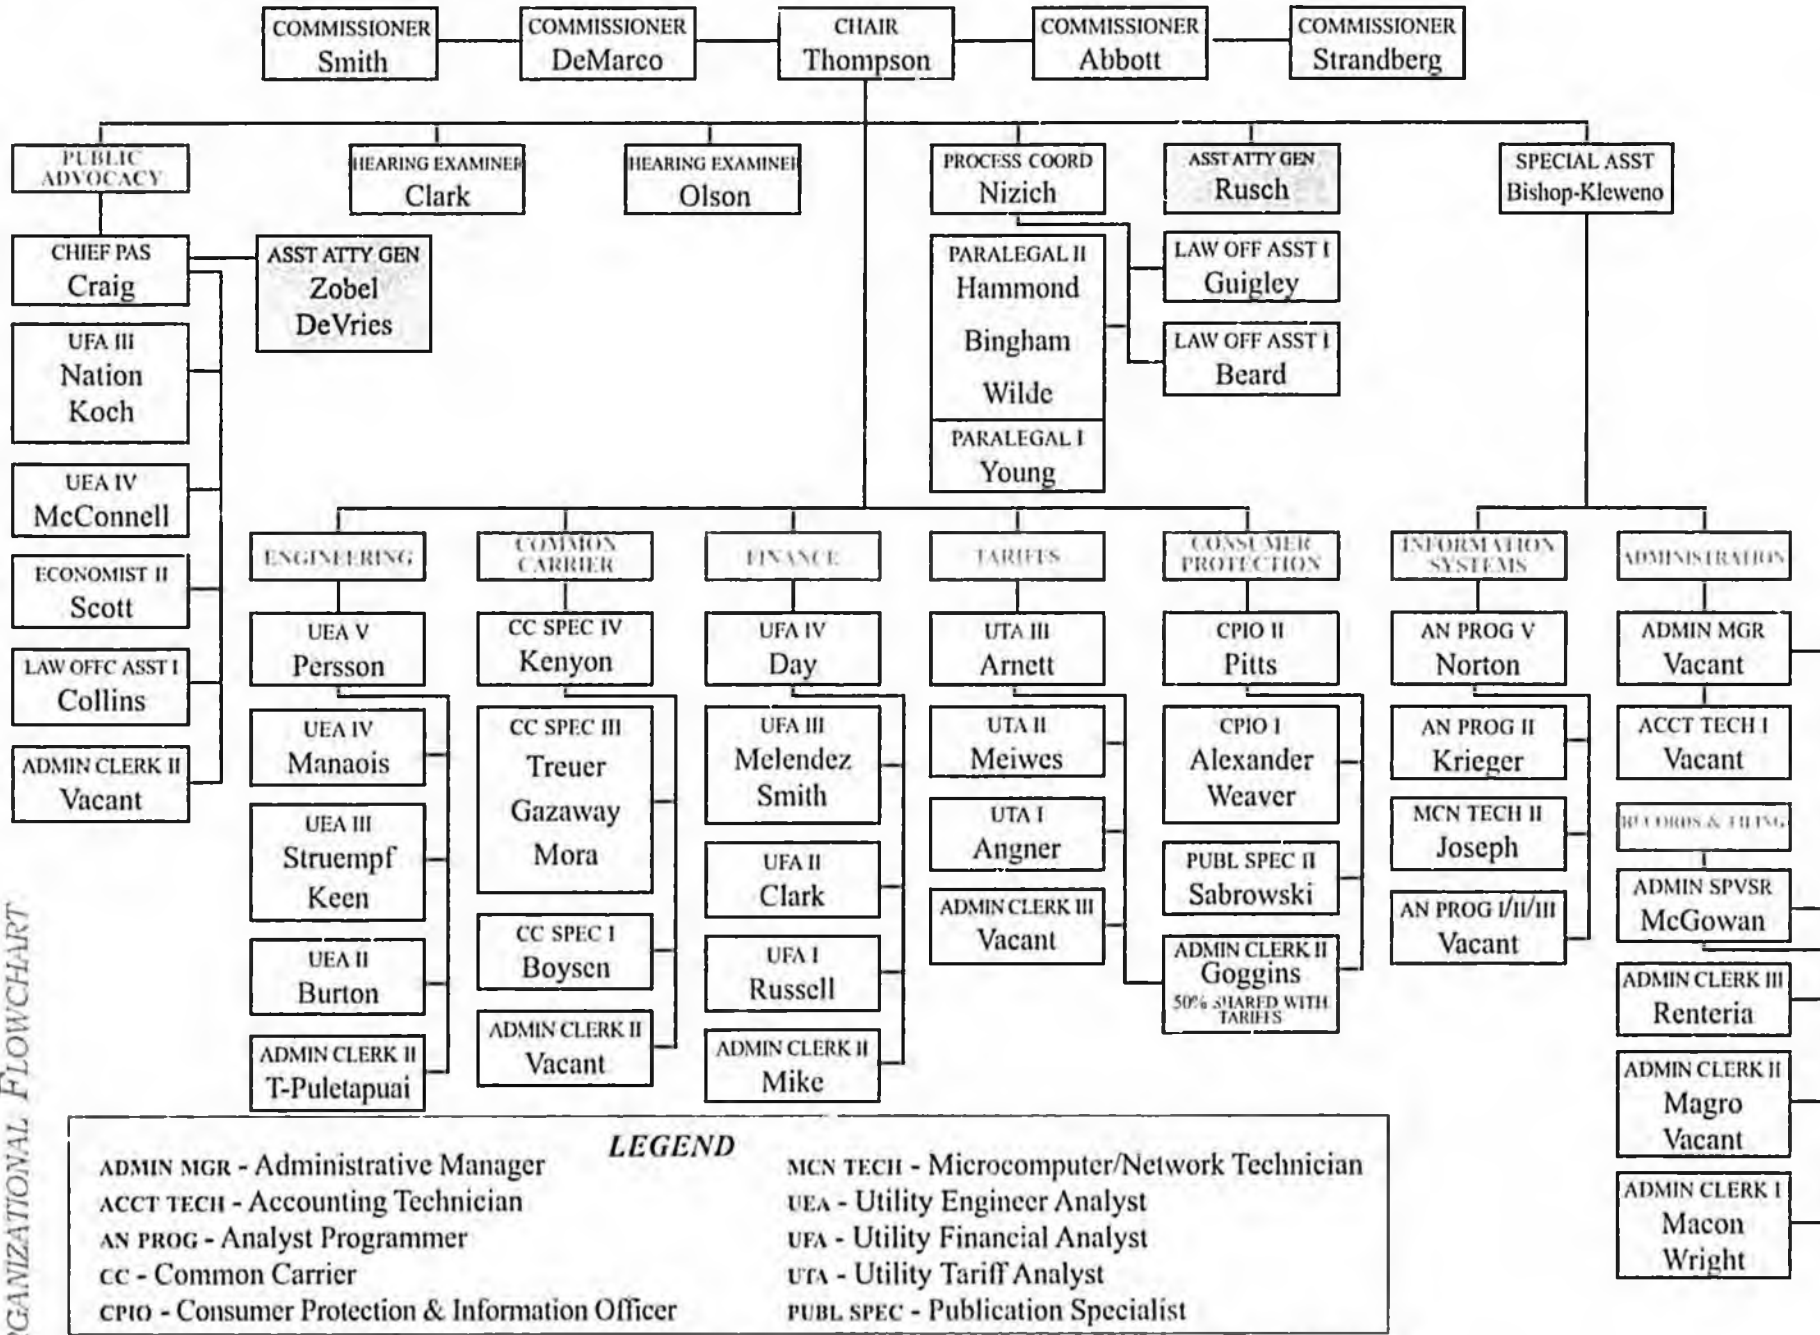 COMMISSIONER
Smith
COMMISSIONER
DeMarco
CHAIR
Thompson
COMMISSIONER
Abbott
COMMISSIONER
Strandberg
PUBLIC
ADVOCACY
HEARING EXAMINER
Clark
HEARING EXAMINER
Olson
PROCESS COORD
Nizich
ASST ATTY GEN
Rusch
SPECIAL ASST
Bishop-Kleweno
CHIEF PAS
Craig
ASST ATTY GEN
Zobel
DeVries
UFA III
Nation
Koch
UEA IV
McConnell
ECONOMIST II
Scott
LAW OFFC ASST I
Collins
ADMIN CLERK II
Vacant
PARALEGAL II
Hammond
Bingham
Wilde
PARALEGAL I
Young
LAW OFF ASST I
Guigley
LAW OFF ASST I
Beard
ENGINEERING
UEA V
Persson
UEA IV
Manaois
UEA III
Struempf
Keen
UEA II
Burton
ADMIN CLERK II
T-Puletapuai
COMMON
CARRIER
CC SPEC IV
Kenyon
CC SPEC III
Treuer
Gazaway
Mora
CC SPEC I
Boysen
ADMIN CLERK II
Vacant
FINANCE
UFA IV
Day
UFA III
Melendez
Smith
UFA II
Clark
UFA I
Russell
ADMIN CLERK II
Mike
TARIFFS
UTA III
Arnett
UTA II
Meiwes
UTA I
Angner
ADMIN CLERK III
Vacant
CONSUMER
PROTECTION
CPIO II
Pitts
CPIO I
Alexander
Weaver
PUBL SPEC II
Sabrowski
ADMIN CLERK II
Goggins
50% SHARED WITH
TARIFFS
INFORMATION
SYSTEMS
AN PROG V
Norton
AN PROG II
Krieger
MCN TECH II
Joseph
AN PROG I/II/III
Vacant
ADMINISTRATION
ADMIN MGR
Vacant
ACCT TECH I
Vacant
RECORDS & FILING
ADMIN SPVSR
McGowan
ADMIN CLERK III
Renteria
ADMIN CLERK II
Magro
Vacant
ADMIN CLERK I
Macon
Wright
RGANIZATIONAL FLOWCHART
LEGEND
ADMIN MGR - Administrative Manager
ACCT TECH - Accounting Technician
AN PROG - Analyst Programmer
CC - Common Carrier
CPIO - Consumer Protection & Information Officer
MCN TECH - Microcomputer/Network Technician
UEA - Utility Engineer Analyst
UFA - Utility Financial Analyst
UTA - Utility Tariff Analyst
PUBL SPEC - Publication Specialist